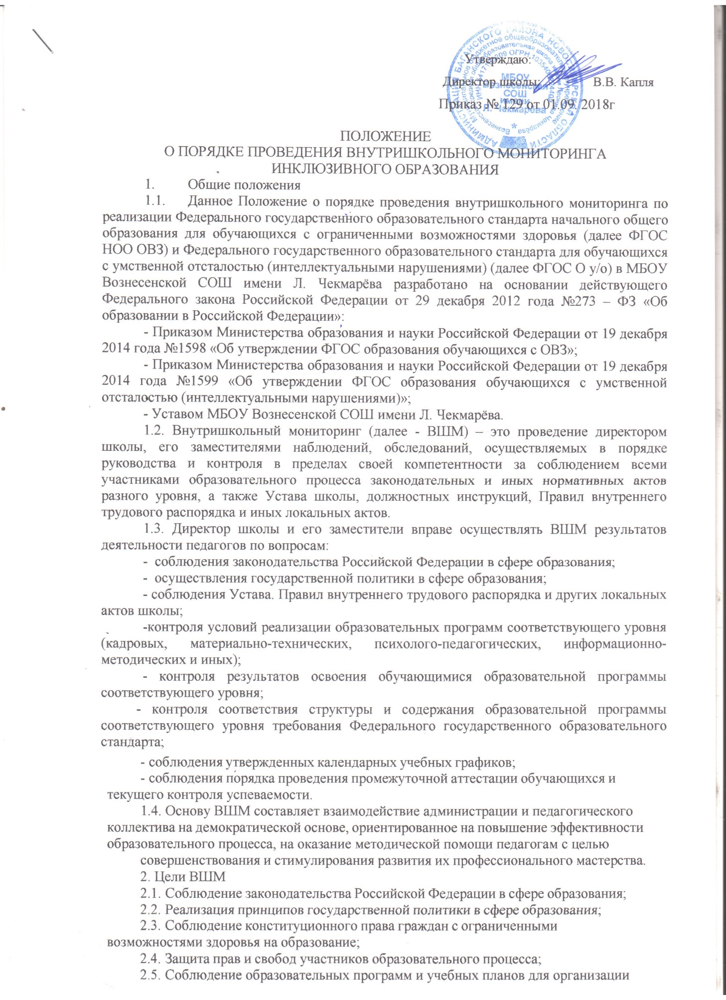 Утверждаю:
Директор школы: В.В. Капля
Приказ № 129 от 01.09. 2018г
АДМИНИСТРАЦИЯ БАГАНСКОГО РАЙОНА НОВОСИБИРСКОЙ ОБЛАСТИ
МБОУ
Вознесенская
СОШ
имени
Л. Чекмарёва
ПОЛОЖЕНИЕ
О ПОРЯДКЕ ПРОВЕДЕНИЯ ВНУТРИШКОЛЬНОГО МОНИТОРИНГА
ИНКЛЮЗИВНОГО ОБРАЗОВАНИЯ
1. Общие положения
1.1. Данное Положение о порядке проведения внутришкольного мониторинга по
реализации Федерального государственного образовательного стандарта начального общего
образования для обучающихся с ограниченными возможностями здоровья (далее ФГОС
НОО ОВЗ) и Федерального государственного образовательного стандарта для обучающихся
с умственной отсталостью (интеллектуальными нарушениями) (далее ФГОС О у/о) в МБОУ
Вознесенской СОШ имени Л. Чекмарёва разработано на основании действующего
Федерального закона Российской Федерации от 29 декабря 2012 года №273 – ФЗ «Об
образовании в Российской Федерации»:
- Приказом Министерства образования и науки Российской Федерации от 19 декабря
2014 года №1598 «Об утверждении ФГОС образования обучающихся с ОВЗ»;
- Приказом Министерства образования и науки Российской Федерации от 19 декабря
2014 года №1599 «Об утверждении ФГОС образования обучающихся с умственной
отсталостью (интеллектуальными нарушениями)»;
- Уставом МБОУ Вознесенской СОШ имени Л. Чекмарёва.
1.2. Внутришкольный мониторинг (далее - ВШМ) – это проведение директором
школы, его заместителями наблюдений, обследований, осуществляемых в порядке
руководства и контроля в пределах своей компетентности за соблюдением всеми
участниками образовательного процесса законодательных и иных нормативных актов
разного уровня, а также Устава школы, должностных инструкций, Правил внутреннего
трудового распорядка и иных локальных актов.
1.3. Директор школы и его заместители вправе осуществлять ВШМ результатов
деятельности педагогов по вопросам:
- соблюдения законодательства Российской Федерации в сфере образования;
- осуществления государственной политики в сфере образования;
- соблюдения Устава. Правил внутреннего трудового распорядка и других локальных
актов школы;
-контроля условий реализации образовательных программ соответствующего уровня
(кадровых, материально-технических, психолого-педагогических, информационно-
методических и иных);
- контроля результатов освоения обучающимися образовательной программы
соответствующего уровня;
- контроля соответствия структуры и содержания образовательной программы
соответствующего уровня требования Федерального государственного образовательного
стандарта;
- соблюдения утвержденных календарных учебных графиков;
- соблюдения порядка проведения промежуточной аттестации обучающихся и
текущего контроля успеваемости.
1.4. Основу ВШМ составляет взаимодействие администрации и педагогического
коллектива на демократической основе, ориентированное на повышение эффективности
образовательного процесса, на оказание методической помощи педагогам с целью
совершенствования и стимулирования развития их профессионального мастерства.
2. Цели ВШМ
2.1. Соблюдение законодательства Российской Федерации в сфере образования;
2.2. Реализация принципов государственной политики в сфере образования;
2.3. Соблюдение конституционного права граждан с ограниченными
возможностями здоровья на образование;
2.4. Защита прав и свобод участников образовательного процесса;
2.5. Соблюдение образовательных программ и учебных планов для организации